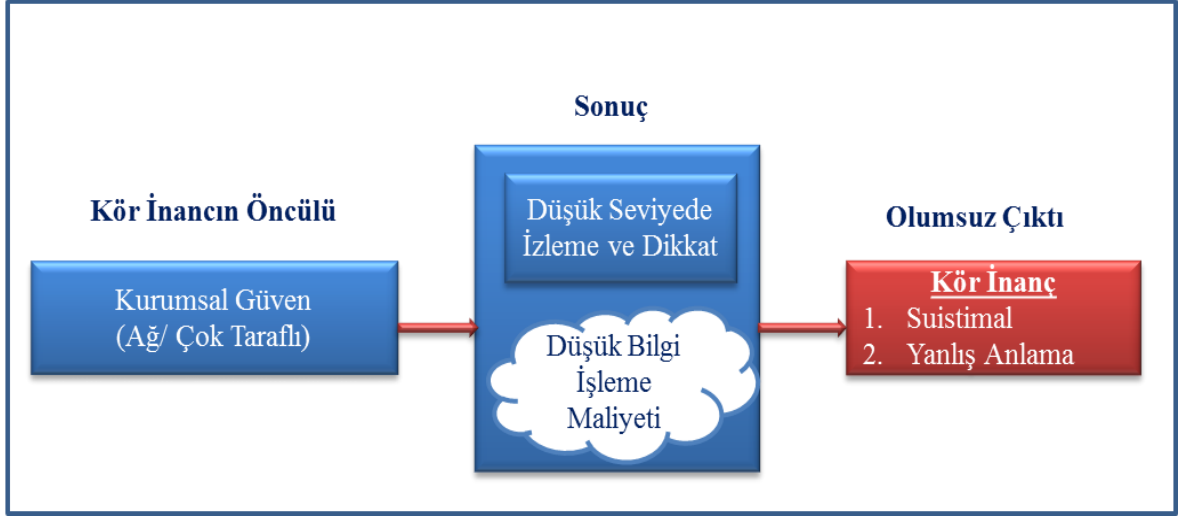 Kör İnancın Öncülü
Kurumsal Güven
(Ağ/ Çok Taraflı)
Sonuç
Düşük Seviyede
İzleme ve Dikkat
Düşük Bilgi
İşleme
Maliyeti
Olumsuz Çıktı
Kör İnanç
1. Suistimal
2. Yanlış Anlama